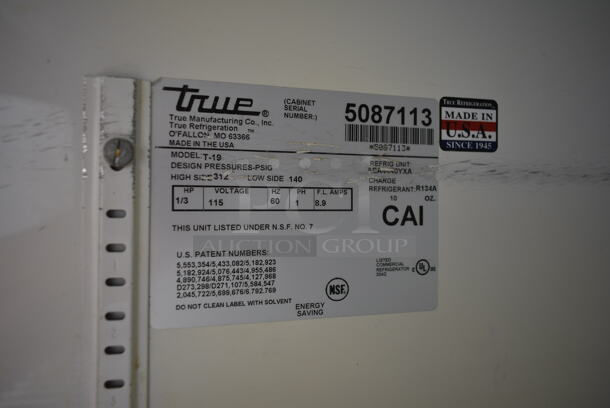 True®
True Manufacturing Co., Inc.
True Refrigeration ™
O'FALLON MO 63366
MADE IN THE USA
(CABINET
SERIAL
NUMBER:)
5087113
*5087113*
TRUE REFRIGERATION
MADE IN
U.S.A.
SINCE 1945
MODEL T-19
DESIGN PRESSURES-PSIG
HIGH SIDE 312 LOW SIDE 140
HP VOLTAGE HZ PH F.L. AMPS
1/3 115 60 1 8.9
REFRIG UNIT
CHARGE
REFRIGERANT: R134A
10 OZ.
CAI
THIS UNIT LISTED UNDER N.S.F. NO. 7
AUCTION GROUP
U.S. PATENT NUMBERS:
5,553,354/5,433,082/5,182,923
5,182,924/5,076,443/4,955,486
4,890,746/4,875,745/4,127,968
D273,298/D271,107/5,584,547
2,045,722/5,699,676/6,792,769
DO NOT CLEAN LABEL WITH SOLVENT
ENERGY
SAVING
NSF
LISTED
COMMERCIAL
REFRIGERATOR
UL